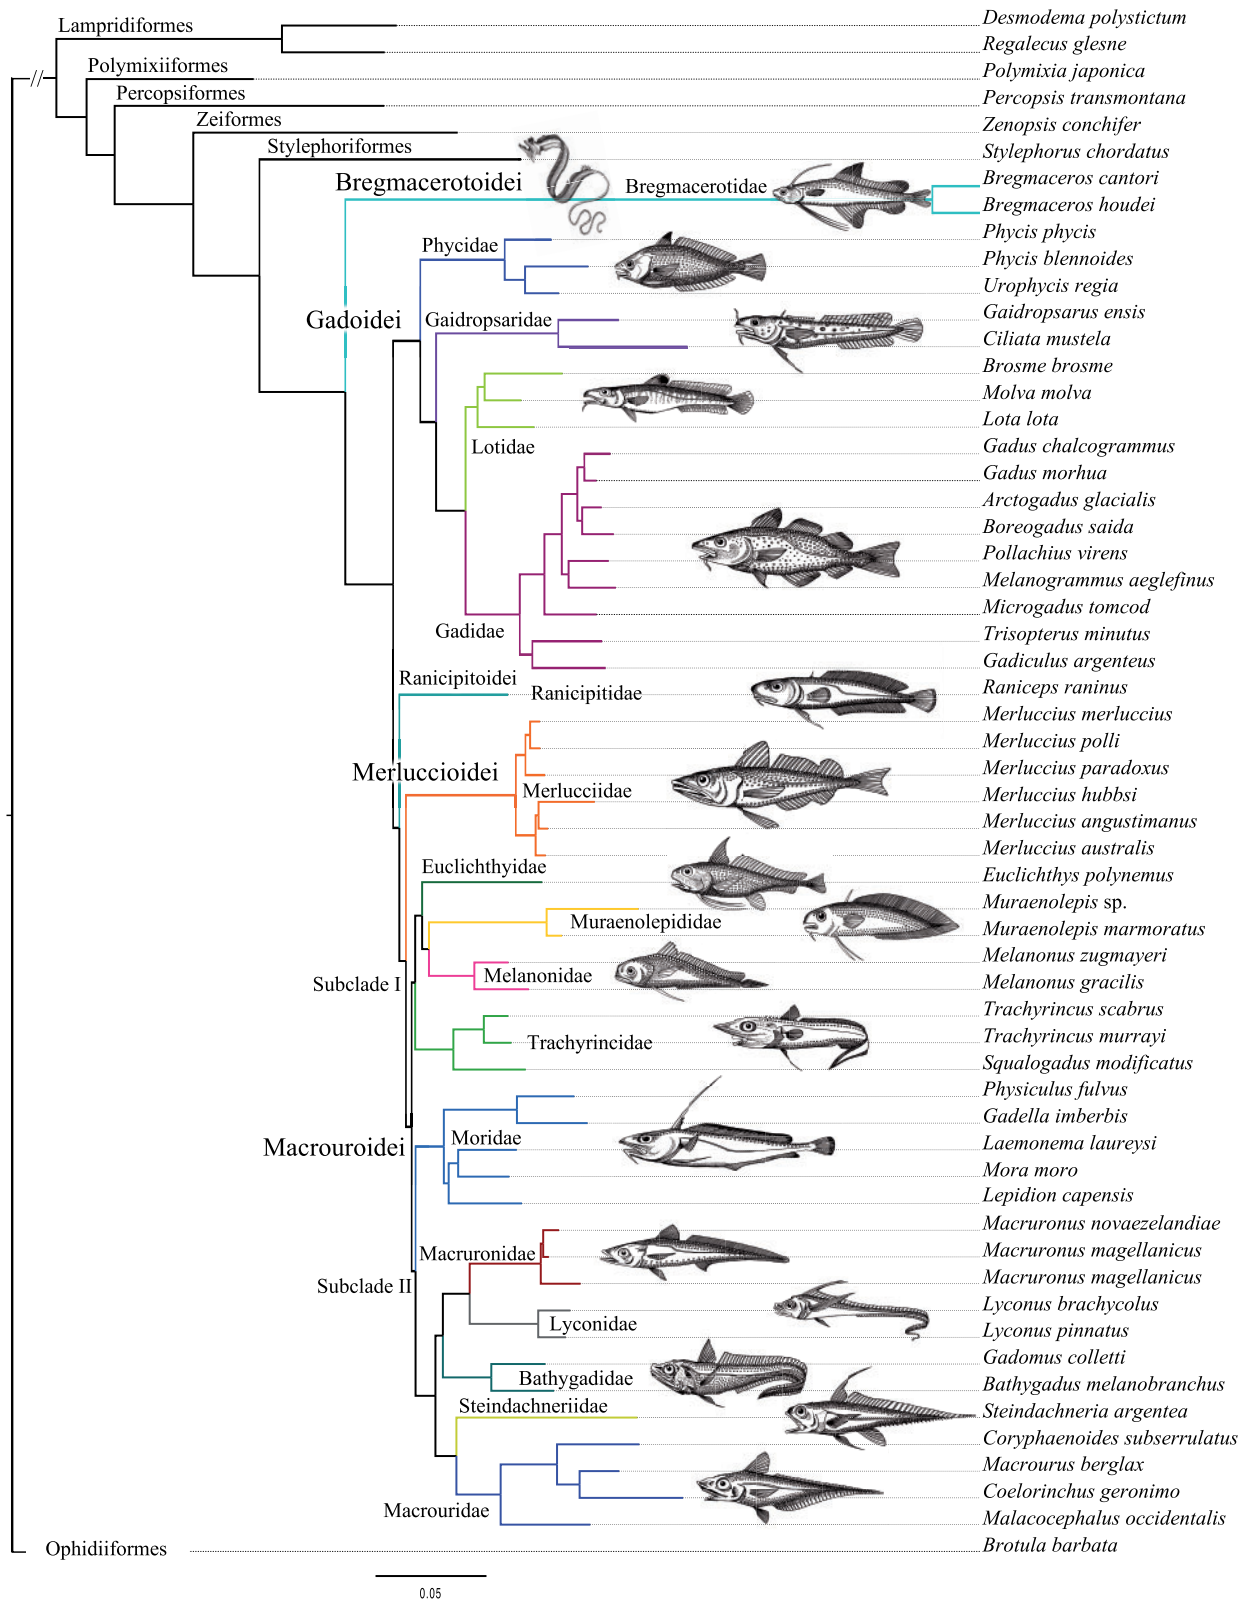 Lampridiformes
Desmodema polystictum
Regalecus glesne
Polymixiiformes
Polymixia japonica
Percopsiformes
Percopsis transmontana
Zeiformes
Zenopsis conchifer
Stylephoriformes
Stylephorus chordatus
Bregmacerotoidei
Bregmacerotidae
Bregmaceros cantori
Bregmaceros houdei
Phycidae
Phycis phycis
Phycis blennoides
Urophycis regia
Gadoidei
Gaidropsaridae
Gaidropsarus ensis
Ciliata mustela
Brosme brosme
Molva molva
Lota lota
Lotidae
Gadus chalcogrammus
Gadus morhua
Arctogadus glacialis
Boreogadus saida
Pollachius virens
Melanogrammus aeglefinus
Microgadus tomcod
Gadidae
Trisopterus minutus
Gadiculus argenteus
Ranicipitoidei
Ranicipitidae
Raniceps raninus
Merluccius merluccius
Merluccius polli
Merluccioidei
Merluccius paradoxus
Merlucciidae
Merluccius hubbsi
Merluccius angustimanus
Merluccius australis
Euclichthyidae
Euclichthys polynemus
Muraenolepis sp.
Muraenolepididae
Muraenolepis marmoratus
Melanonus zugmayeri
Melanonidae
Melanonus gracilis
Subclade I
Trachyrincus scabrus
Trachyrincus murrayi
Trachyrincidae
Squalogadus modificatus
Physiculus fulvus
Gadella imberbis
Macrouroidei
Moridae
Laemonema laureysi
Mora moro
Lepidion capensis
Macruronus novaezelandiae
Macruronidae
Macruronus magellanicus
Macruronus magellanicus
Subclade II
Lyconus brachycolus
Lyconidae
Lyconus pinnatus
Gadomus colletti
Bathygadidae
Bathygadus melanobranchus
Steindachneriidae
Steindachneria argentea
Coryphaenoides subserrulatus
Macrourus berglax
Coelorinchus geronimo
Macrouridae
Malacocephalus occidentalis
Ophidiiformes
Brotula barbata
0.05